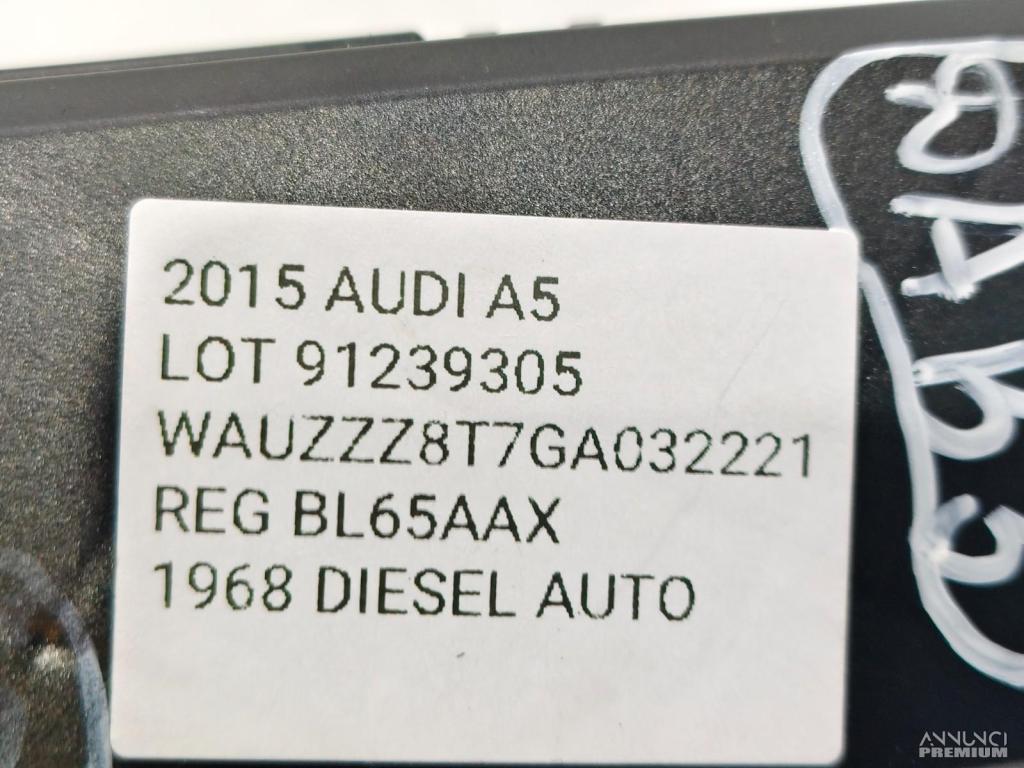 2015 AUDI A5
LOT 91239305
WAUZZZ8T7GA032221
REG BL65AAX
1968 DIESEL AUTO
ANNUNCI
PREMIUM